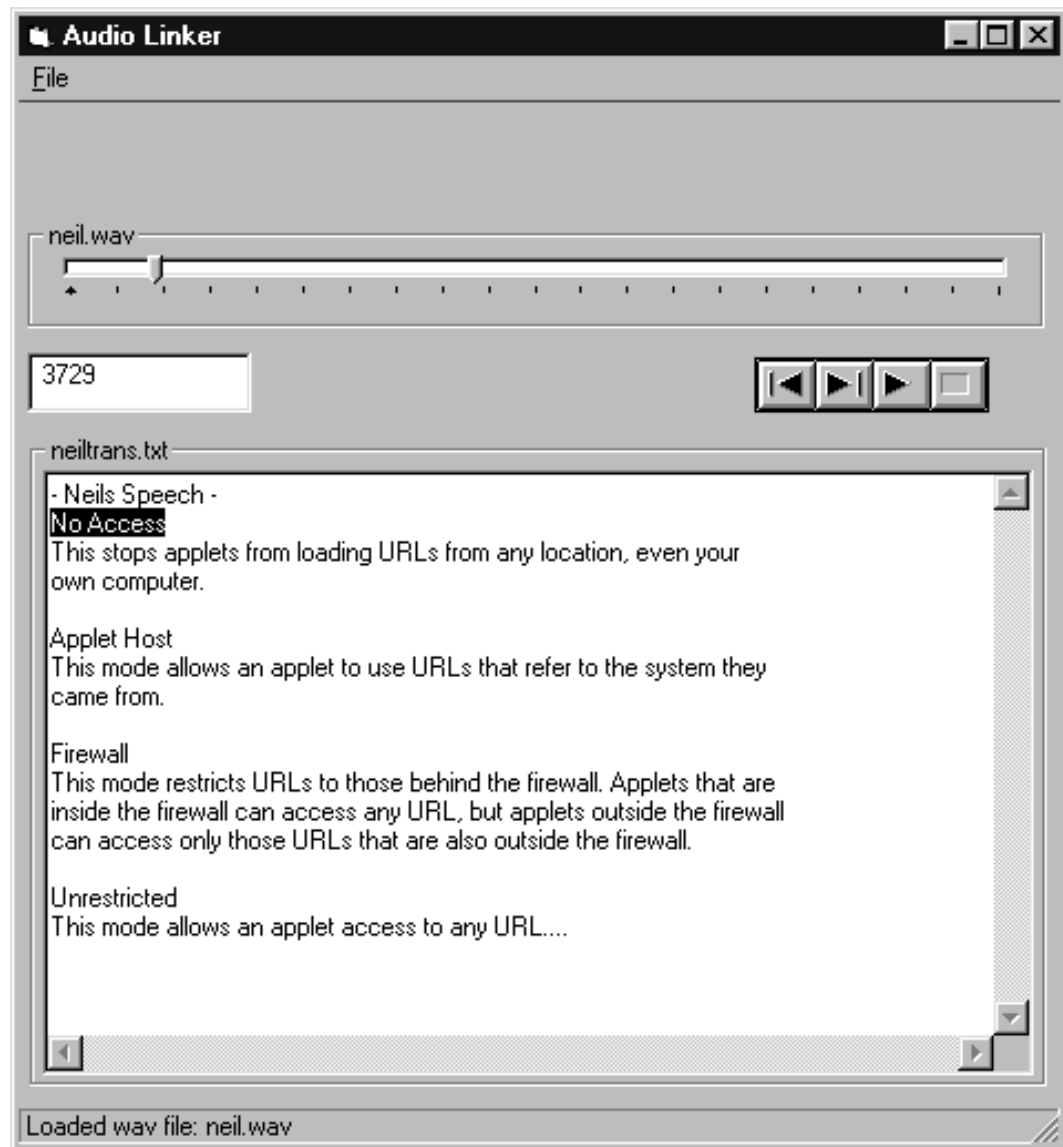 Audio Linker
File
neil.wav
3729
neiltrans.txt
- Neils Speech -
No Access
This stops applets from loading URLs from any location, even your
own computer.
Applet Host
This mode allows an applet to use URLs that refer to the system they
came from.
Firewall
This mode restricts URLs to those behind the firewall. Applets that are
inside the firewall can access any URL, but applets outside the firewall
can access only those URLs that are also outside the firewall.
Unrestricted
This mode allows an applet access to any URL....
Loaded wav file: neil.wav